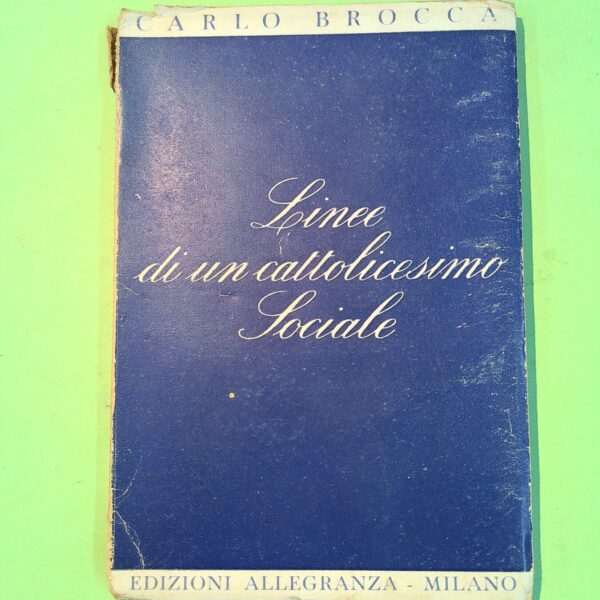 CARLO BROCCA
Linee
di un cattolicesimo
Sociale
EDIZIONI ALLEGRANZA - MILANO